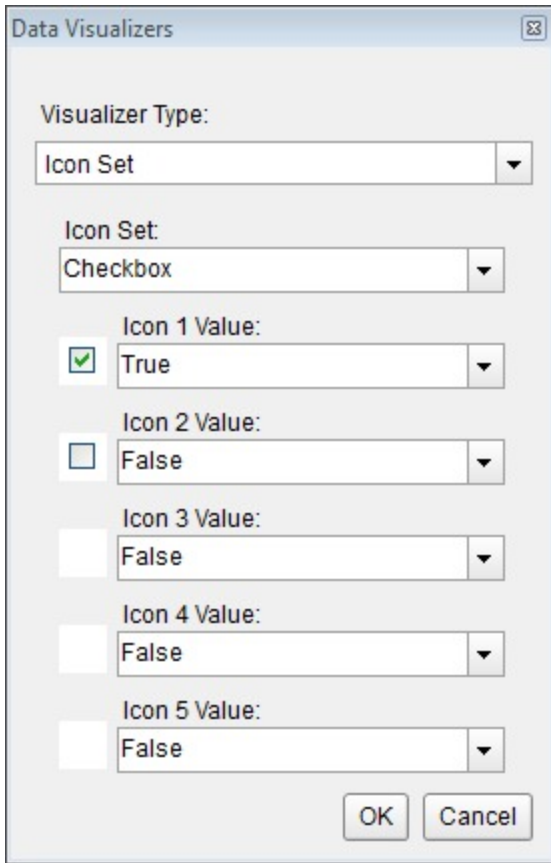 Data Visualizers
Visualizer Type:
Icon Set
Icon Set:
Checkbox
Icon 1 Value:
True
Icon 2 Value:
False
Icon 3 Value:
False
Icon 4 Value:
False
Icon 5 Value:
False
OK Cancel